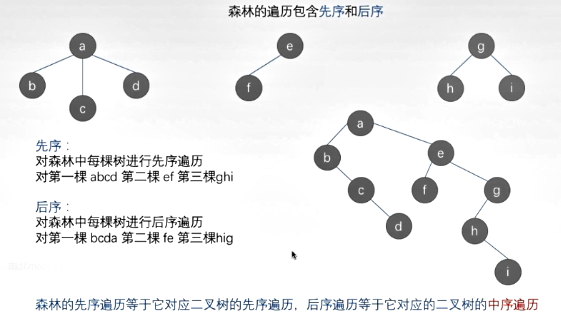 森林的遍历包含先序和后序
a
e
g
b
c
d
f
h
i
a
b
e
c
f
g
d
h
i
先序：
对森林中每棵树进行先序遍历
对第一棵 abcd 第二棵 ef 第三棵ghi
后序：
对森林中每棵树进行后序遍历
对第一棵 bcda 第二棵 fe 第三棵hig
森林的先序遍历等于它对应二叉树的先序遍历，后序遍历等于它对应的二叉树的中序遍历